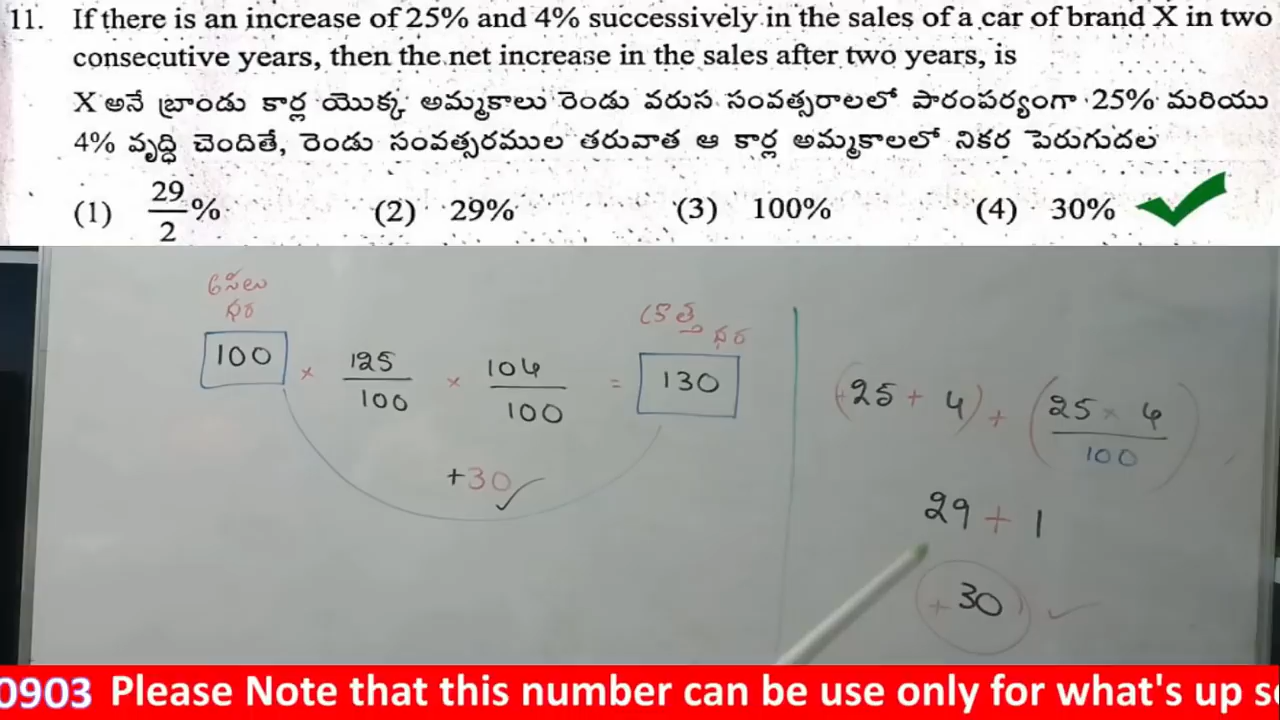 11. If there is an increase of 25% and 4% successively in the sales of a car of brand X in two
consecutive years, then the net increase in the sales after two years, is
X అనే బ్రాండు కార్ల యొక్క అమ్మకాలు రెండు వరుస సంవత్సరాలలో పారంపర్యంగా 25% మరియు
4% వృద్ధి చెందితే, రెండు సంవత్సరముల తరువాత ఆ కార్ల అమ్మకాలలో నికర పెరుగుదల
(1) 29/2 % (2) 29% (3) 100% (4) 30%
అసలు
ధర
కొత్త
ధర
100 × 125/100 × 104/100 = 130
+30
(+25 + 4) + (25 × 4 / 100)
29 + 1
+ 30
0903 Please Note that this number can be use only for what's up s